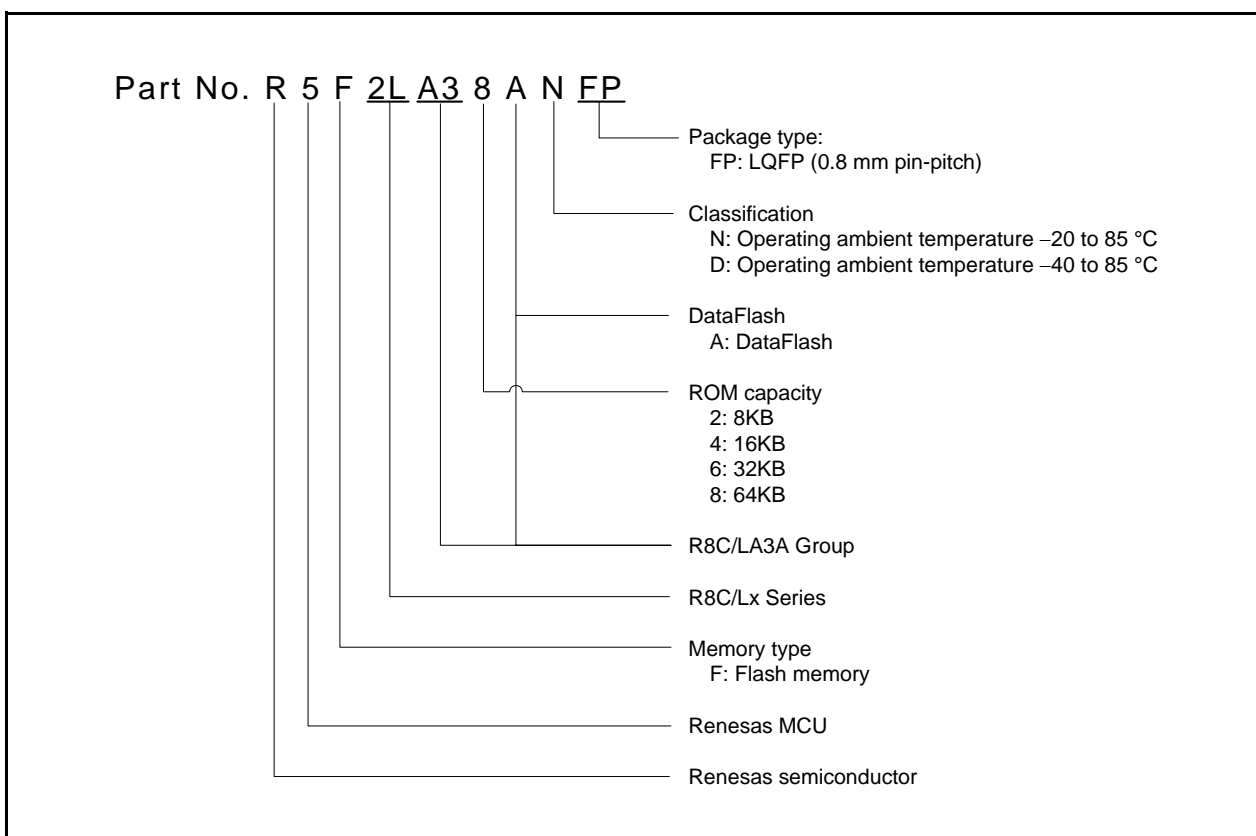 Part No. R 5 F 2L A3 8 A N FP
Package type:
FP: LQFP (0.8 mm pin-pitch)
Classification
N: Operating ambient temperature –20 to 85 °C
D: Operating ambient temperature –40 to 85 °C
DataFlash
A: DataFlash
ROM capacity
2: 8KB
4: 16KB
6: 32KB
8: 64KB
R8C/LA3A Group
R8C/Lx Series
Memory type
F: Flash memory
Renesas MCU
Renesas semiconductor